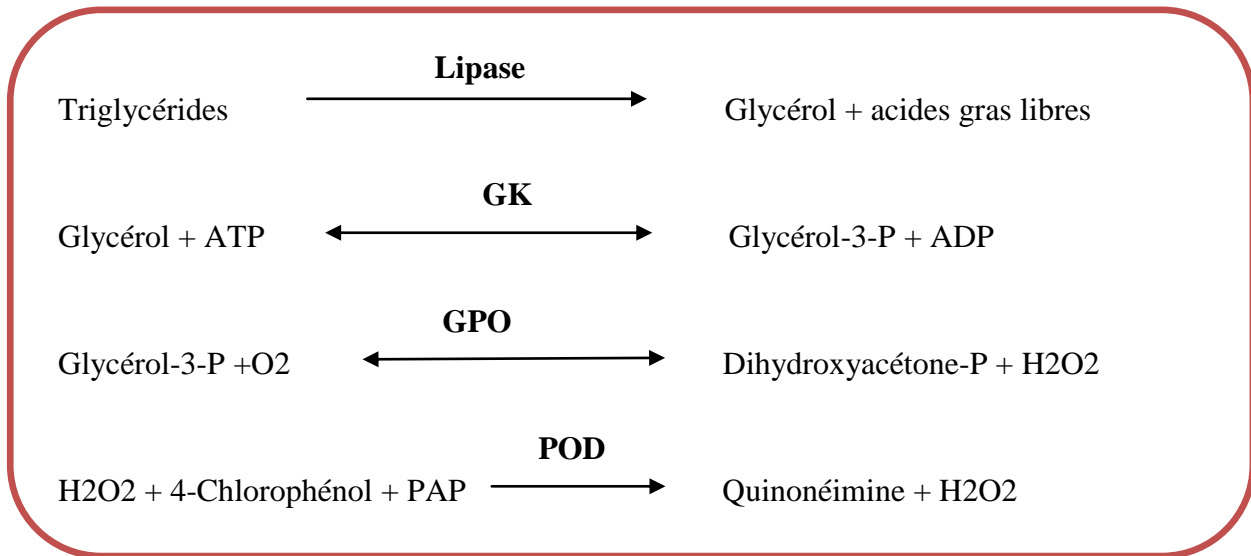 Lipase
Triglycérides Glycérol + acides gras libres
GK
Glycérol + ATP Glycérol-3-P + ADP
GPO
Glycérol-3-P +O2 Dihydroxyacétone-P + H2O2
POD
H2O2 + 4-Chlorophénol + PAP Quinonéimine + H2O2